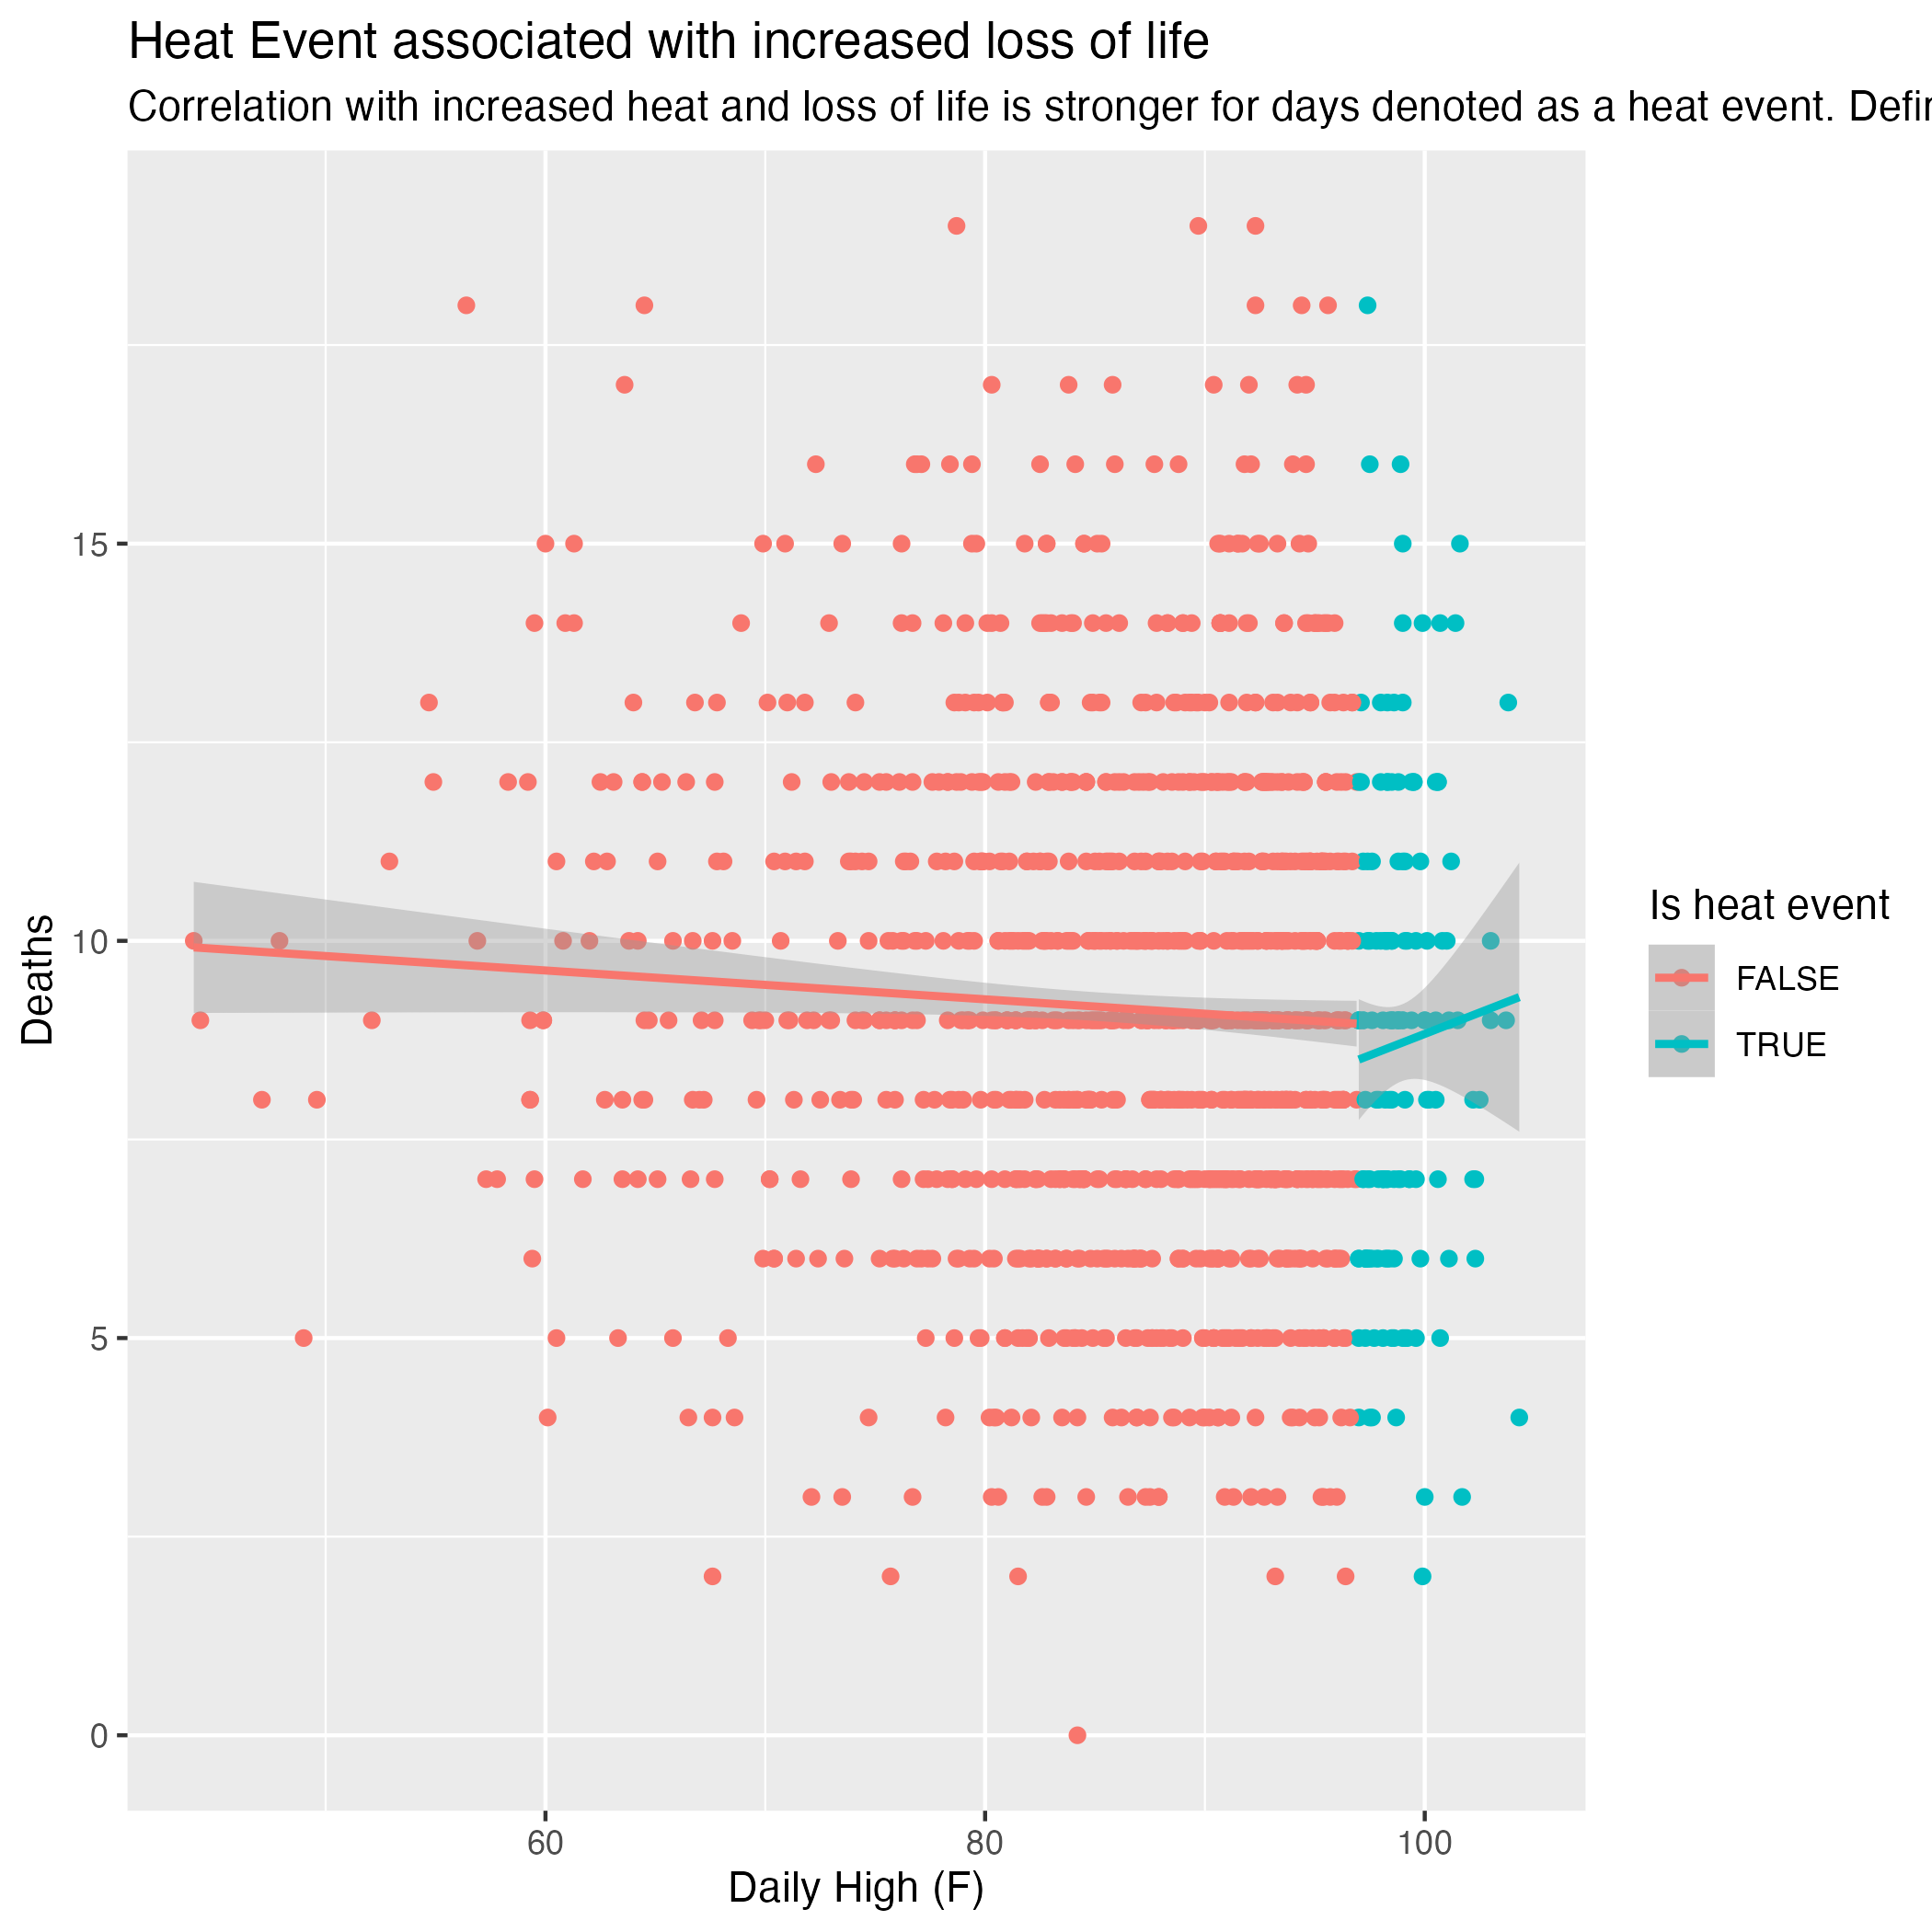 Heat Event associated with increased loss of life
Correlation with increased heat and loss of life is stronger for days denoted as a heat event.
15
10
5
0
Deaths
60
80
100
Daily High (F)
Is heat event
FALSE
TRUE